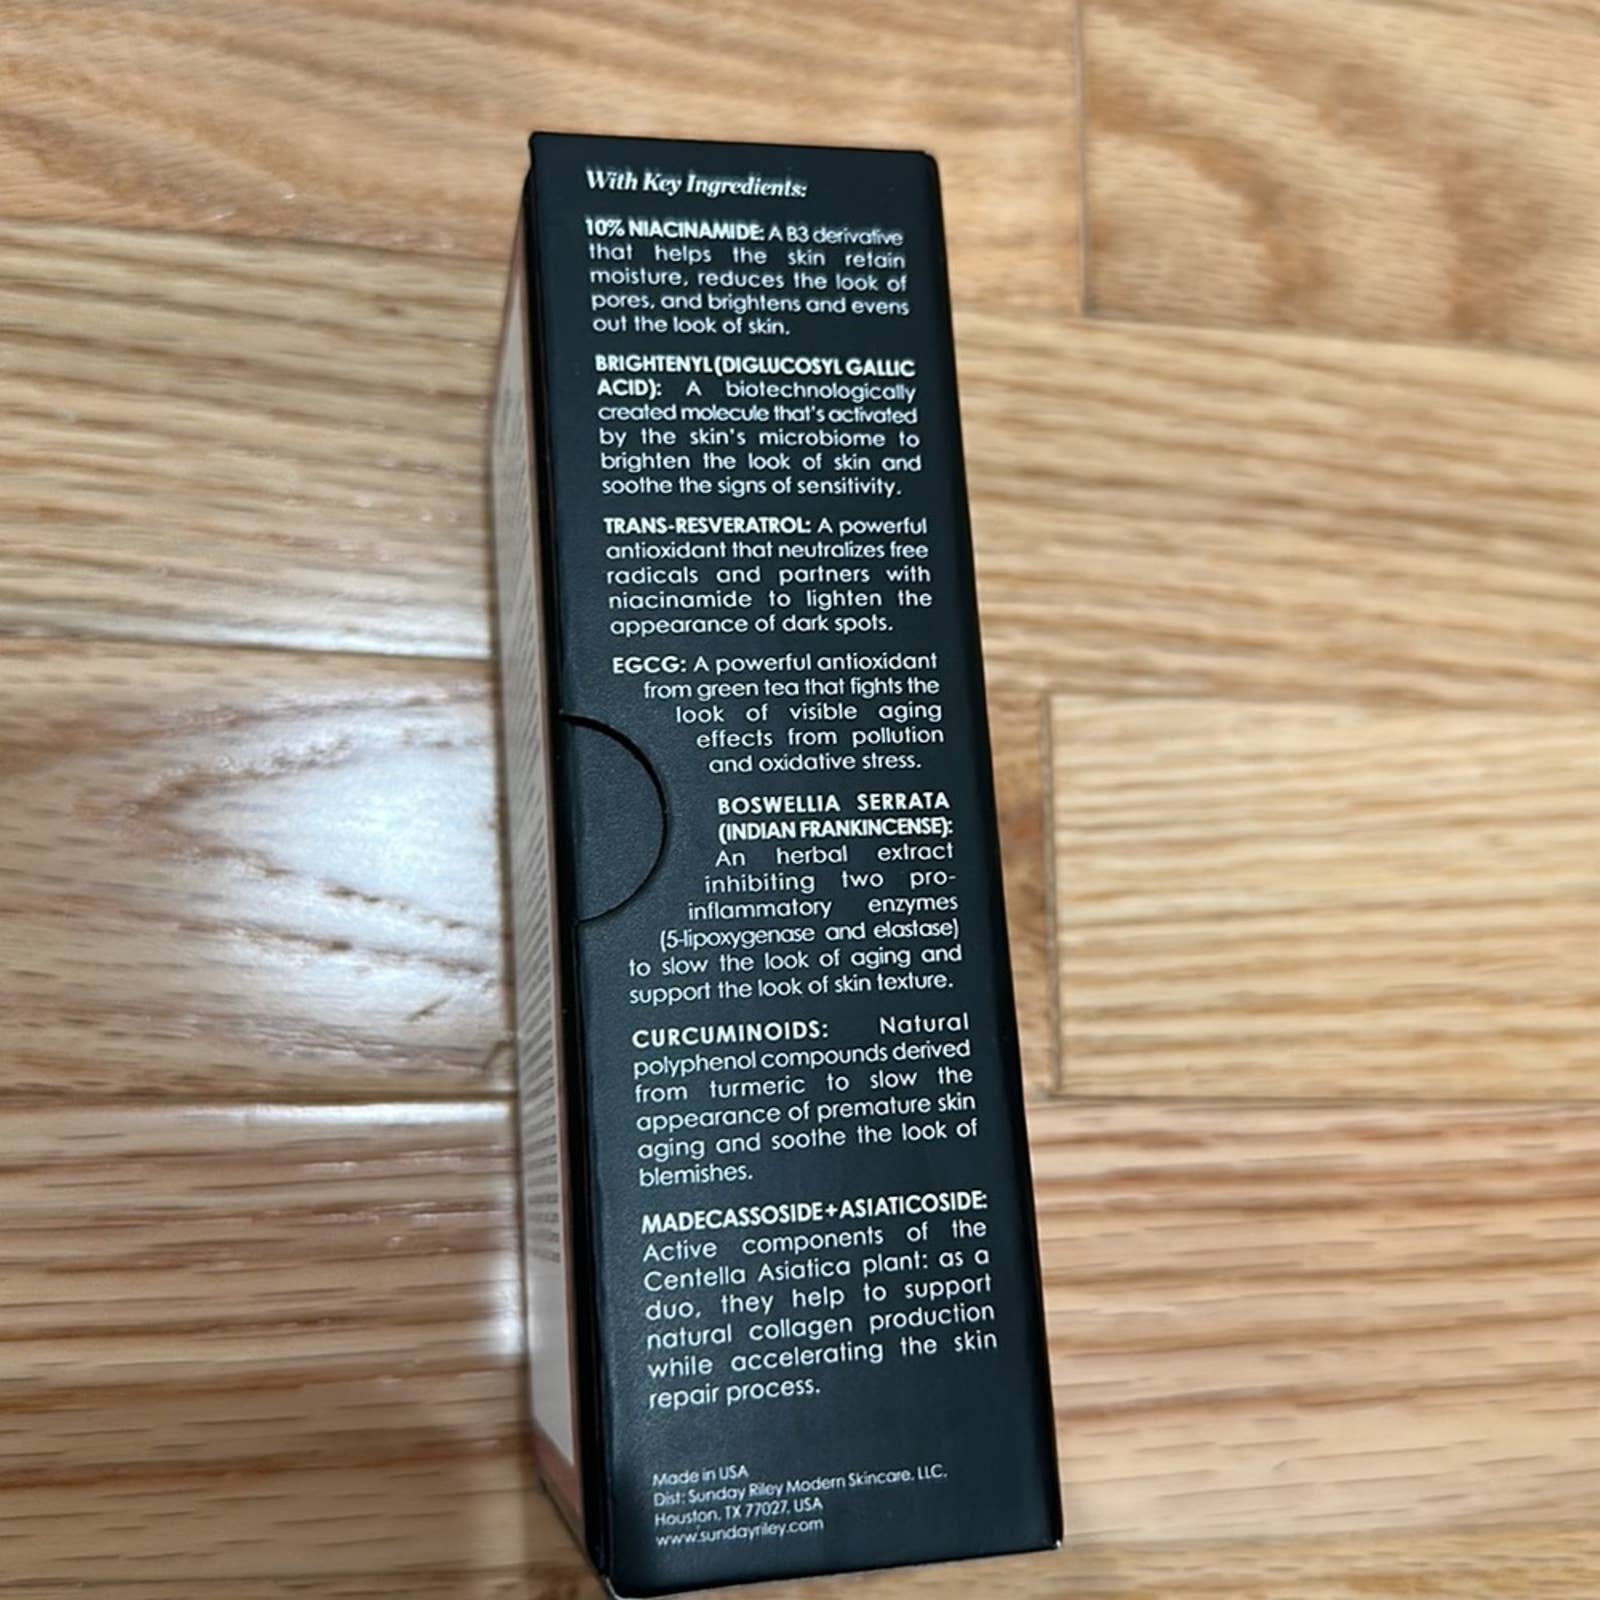 With Key Ingredients:
10% NIACINAMIDE: A B3 derivative
that helps the skin retain
moisture, reduces the look of
pores, and brightens and evens
out the look of skin.
BRIGHTENYL (DIGLUCOSYL GALLIC
ACID): A biotechnologically
created molecule that's activated
by the skin's microbiome to
brighten the look of skin and
soothe the signs of sensitivity.
TRANS-RESVERATROL: A powerful
antioxidant that neutralizes free
radicals and partners with
niacinamide to lighten the
appearance of dark spots.
EGCG: A powerful antioxidant
from green tea that fights the
look of visible aging
effects from pollution
and oxidative stress.
BOSWELLIA SERRATA
(INDIAN FRANKINCENSE):
An herbal extract
inhibiting two pro-
inflammatory enzymes
(5-lipoxygenase and elastase)
to slow the look of aging and
support the look of skin texture.
CURCUMINOIDS: Natural
polyphenol compounds derived
from turmeric to slow the
appearance of premature skin
aging and soothe the look of
blemishes.
MADECASSOSIDE+ASIATICOSIDE:
Active components of the
Centella Asiatica plant: as a
duo, they help to support
natural collagen production
while accelerating the skin
repair process.
Made in USA
Dist: Sunday Riley Modern Skincare, LLC.
Houston, TX 77027, USA
www.sundayriley.com